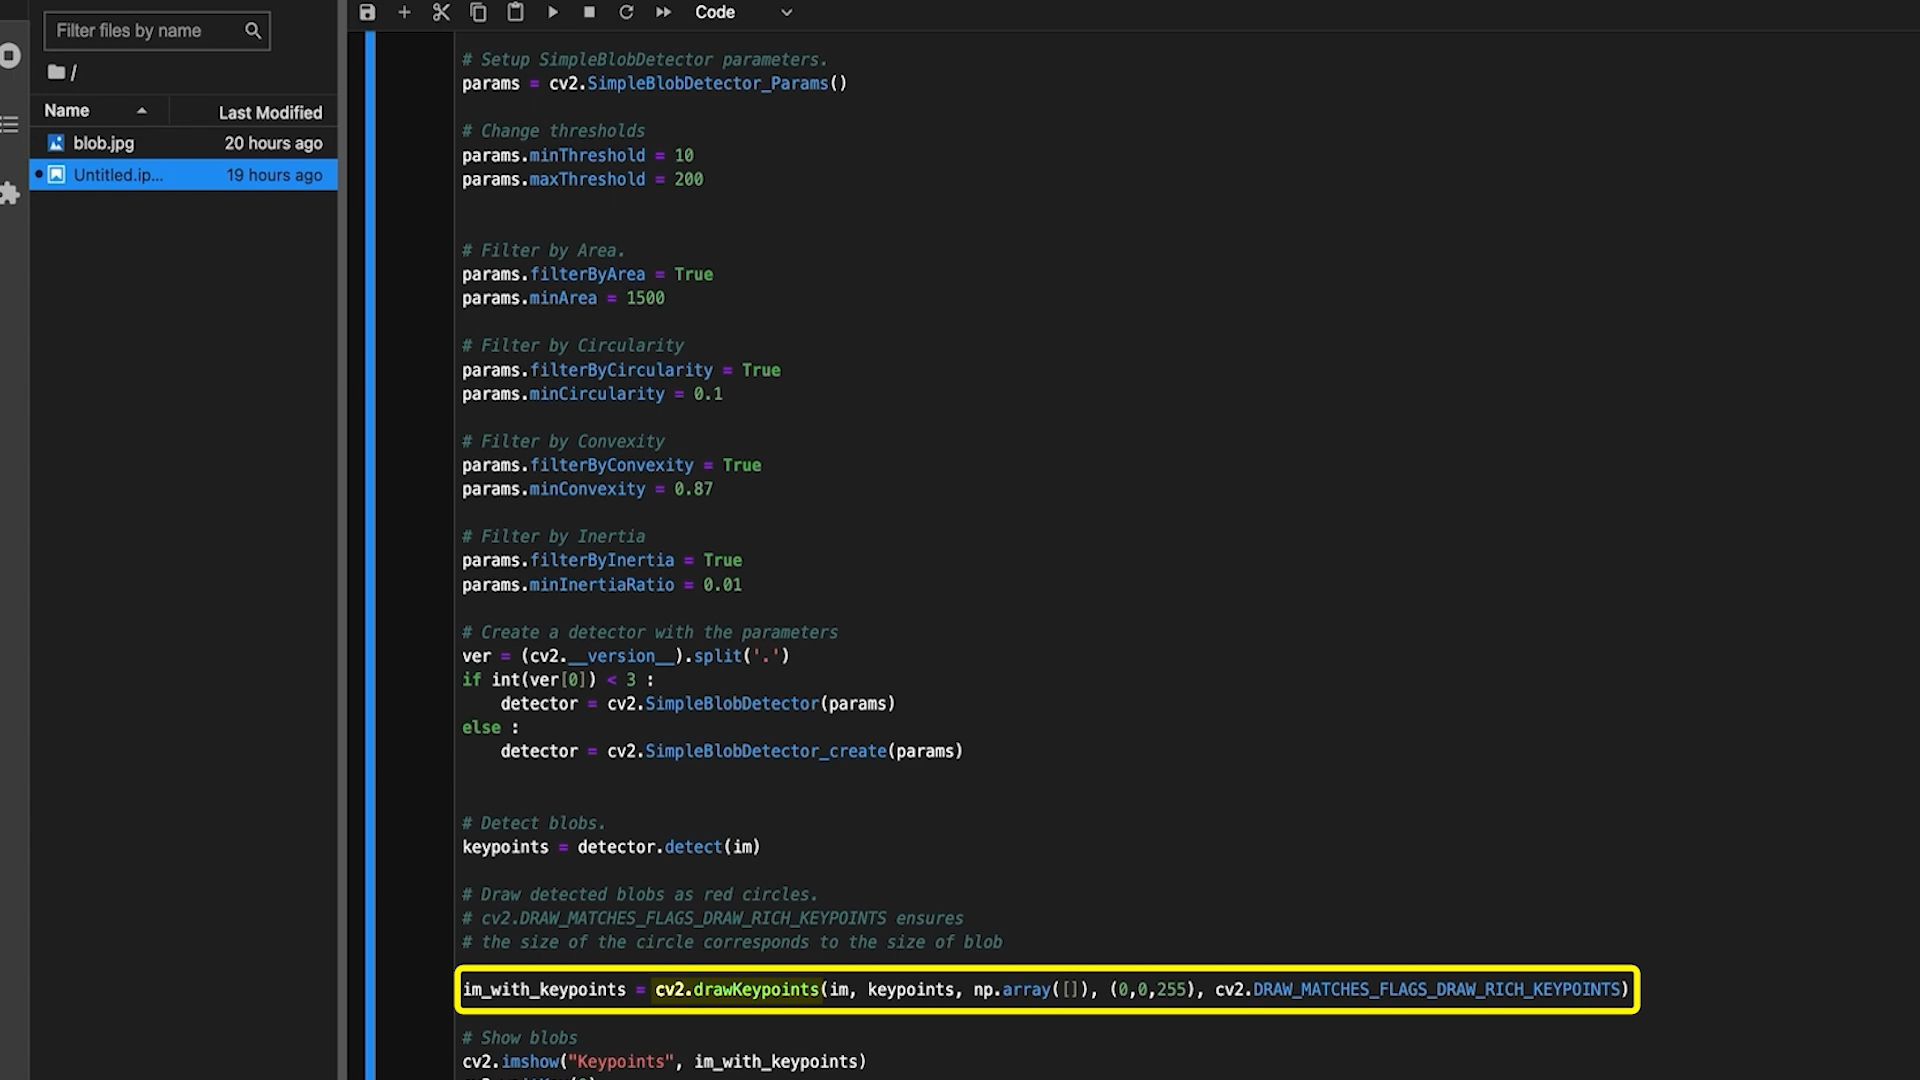 Filter files by name
/
Name Last Modified
blob.jpg 20 hours ago
Untitled.ip... 19 hours ago
Code
# Setup SimpleBlobDetector parameters.
params = cv2.SimpleBlobDetector_Params()
# Change thresholds
params.minThreshold = 10
params.maxThreshold = 200
# Filter by Area.
params.filterByArea = True
params.minArea = 1500
# Filter by Circularity
params.filterByCircularity = True
params.minCircularity = 0.1
# Filter by Convexity
params.filterByConvexity = True
params.minConvexity = 0.87
# Filter by Inertia
params.filterByInertia = True
params.minInertiaRatio = 0.01
# Create a detector with the parameters
ver = (cv2.__version__).split('.')
if int(ver[0]) < 3 :
    detector = cv2.SimpleBlobDetector(params)
else :
    detector = cv2.SimpleBlobDetector_create(params)
# Detect blobs.
keypoints = detector.detect(im)
# Draw detected blobs as red circles.
# cv2.DRAW_MATCHES_FLAGS_DRAW_RICH_KEYPOINTS ensures
# the size of the circle corresponds to the size of blob
im_with_keypoints = cv2.drawKeypoints(im, keypoints, np.array([]), (0,0,255), cv2.DRAW_MATCHES_FLAGS_DRAW_RICH_KEYPOINTS)
# Show blobs
cv2.imshow("Keypoints", im_with_keypoints)